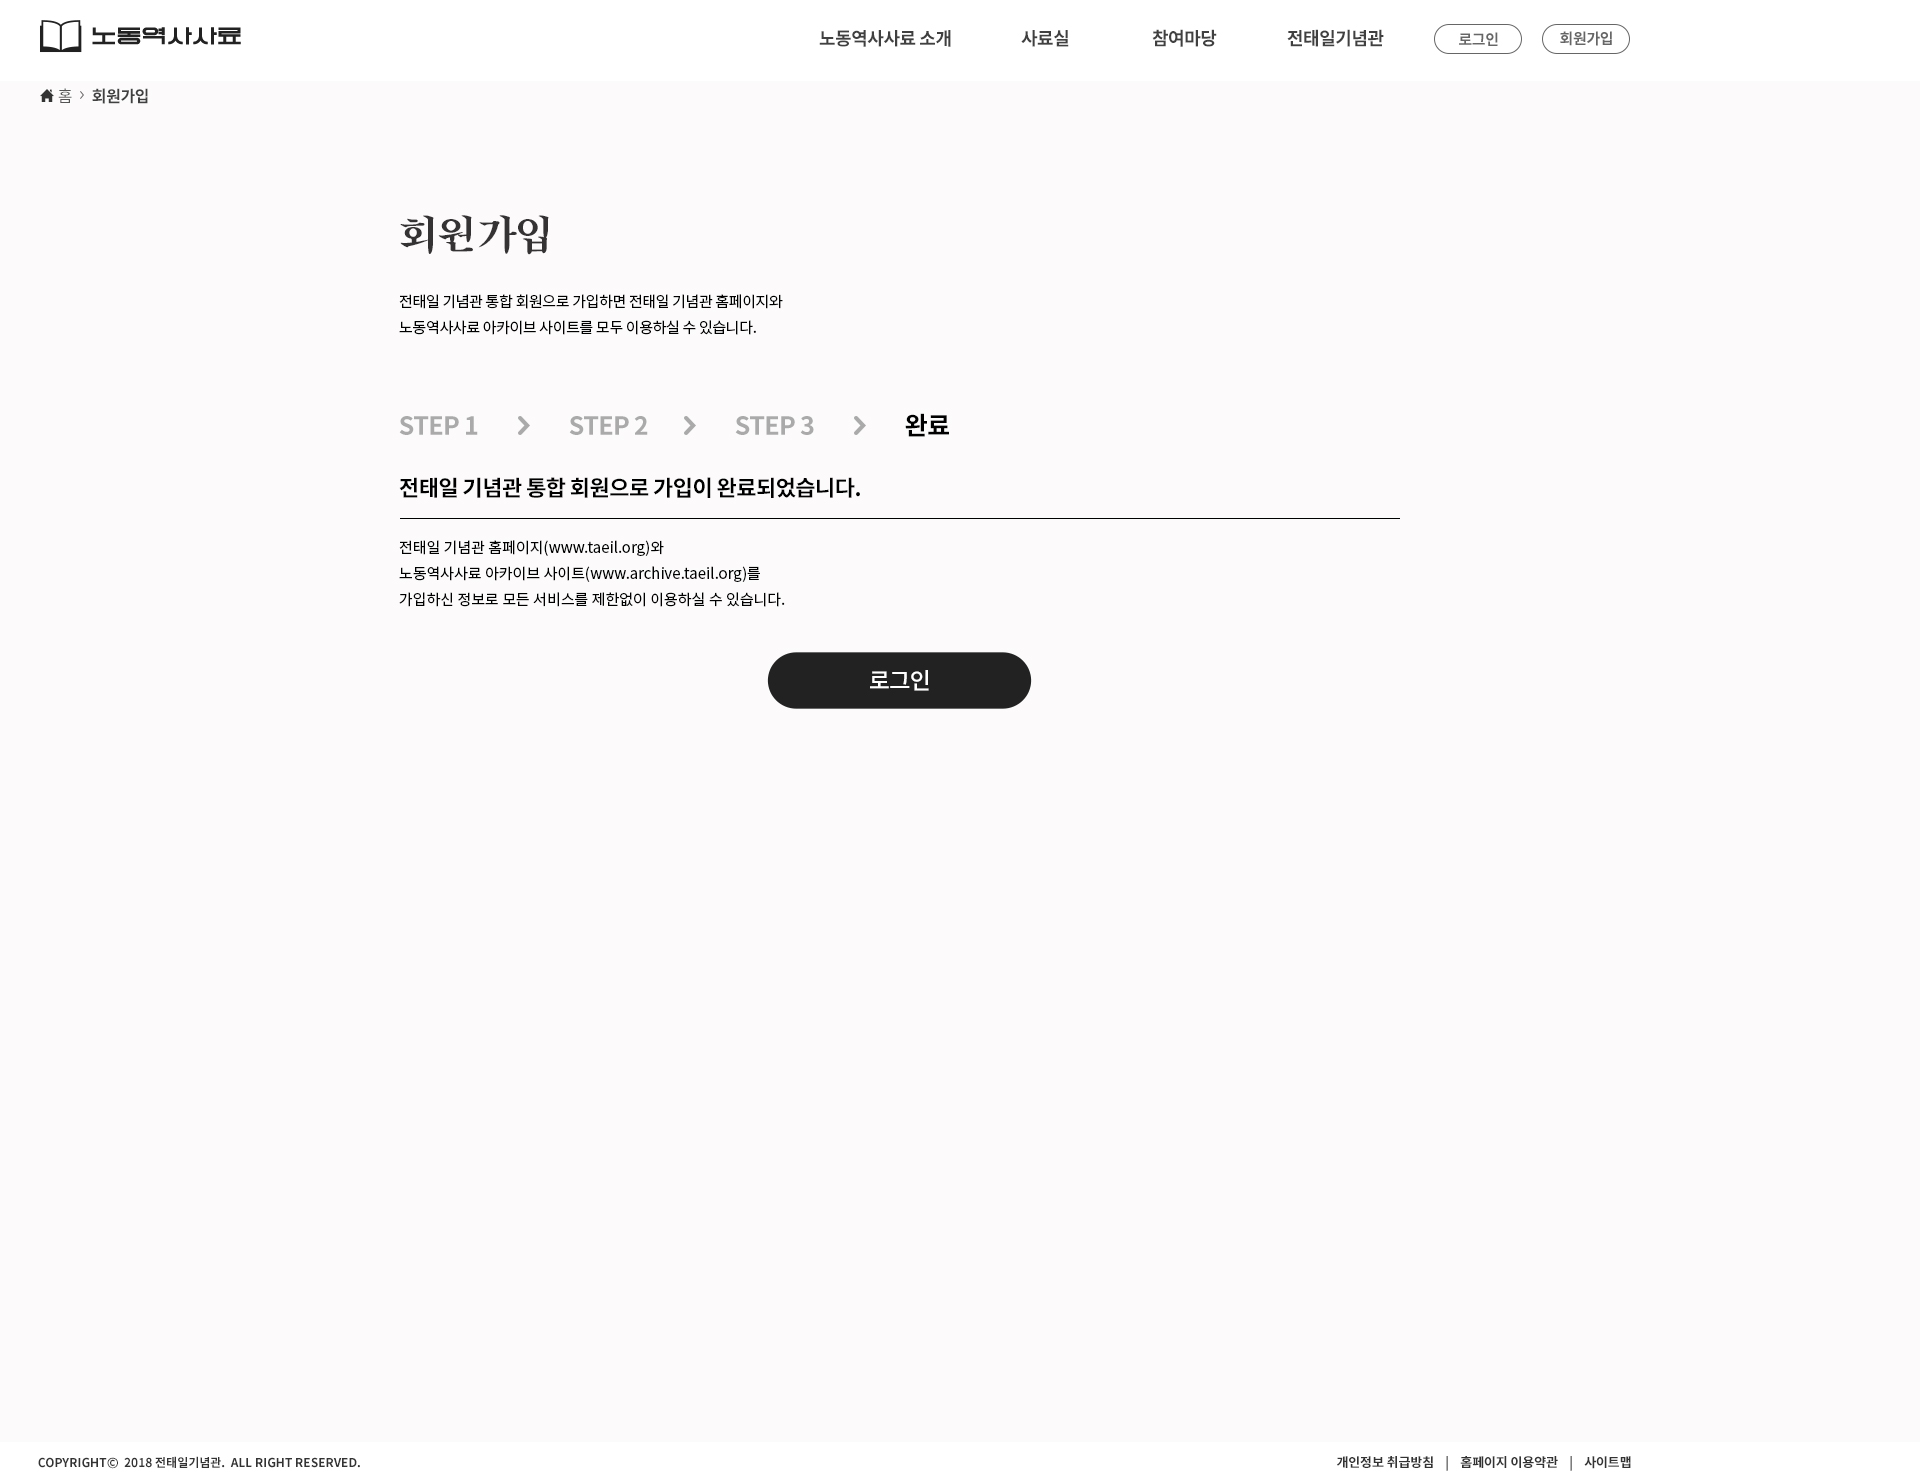 노동역사사료
노동역사사료 소개 사료실 참여마당 전태일기념관 로그인 회원가입
홈 > 회원가입
회원가입
전태일 기념관 통합 회원으로 가입하면 전태일 기념관 홈페이지와
노동역사사료 아카이브 사이트를 모두 이용하실 수 있습니다.
STEP 1 > STEP 2 > STEP 3 > 완료
전태일 기념관 통합 회원으로 가입이 완료되었습니다.
전태일 기념관 홈페이지(www.taeil.org)와
노동역사사료 아카이브 사이트(www.archive.taeil.org)를
가입하신 정보로 모든 서비스를 제한없이 이용하실 수 있습니다.
로그인
COPYRIGHT© 2018 전태일기념관. ALL RIGHT RESERVED. 개인정보 취급방침 | 홈페이지 이용약관 | 사이트맵